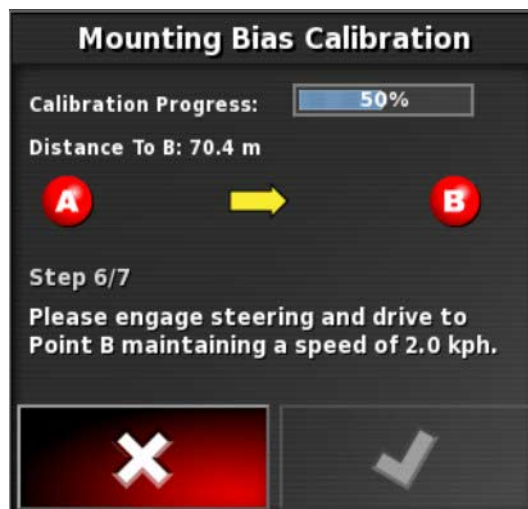 Mounting Bias Calibration
Calibration Progress: 50%
Distance To B: 70.4 m
A B
Step 6/7
Please engage steering and drive to
Point B maintaining a speed of 2.0 kph.